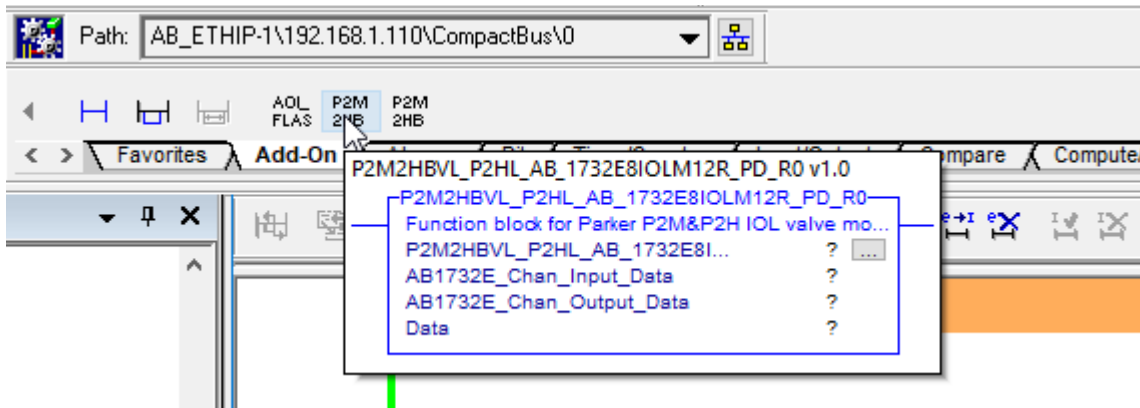 Path: AB_ETHIP-1\192.168.1.110\CompactBus\0
AOI_ P2M P2M
FLAS 2HB 2HB
Favorites Add-On Compare Compute
P2M2HBVL_P2HL_AB_1732E8IOLM12R_PD_R0 v1.0
P2M2HBVL_P2HL_AB_1732E8IOLM12R_PD_R0
Function block for Parker P2M&P2H IOL valve mo...
P2M2HBVL_P2HL_AB_1732E8I... ? ...
AB1732E_Chan_Input_Data ?
AB1732E_Chan_Output_Data ?
Data ?